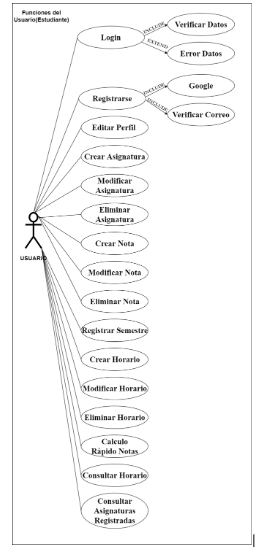 Funciones del
Usuario(Estudiante)
Login
INCLUDE
Verificar Datos
EXTEND
Error Datos
Registrarse
INCLUDE
Google
INCLUDE
Verificar Correo
Editar Perfil
Crear Asignatura
Modificar
Asignatura
Eliminar
Asignatura
Crear Nota
USUARIO
Modificar Nota
Eliminar Nota
Registrar Semestre
Crear Horario
Modificar Horario
Eliminar Horario
Calculo
Rápido Notas
Consultar Horario
Consultar
Asignaturas
Registradas